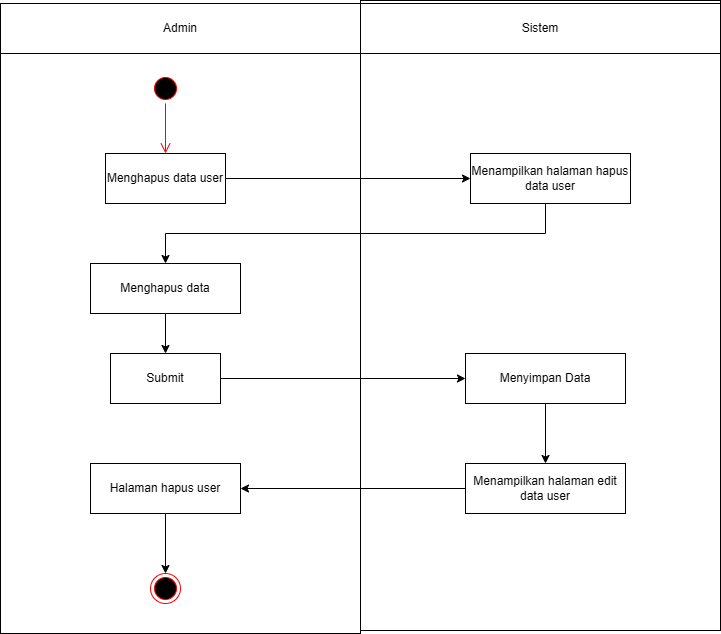 Admin
Sistem
Menghapus data user
Menampilkan halaman hapus
data user
Menghapus data
Submit
Menyimpan Data
Menampilkan halaman edit
data user
Halaman hapus user